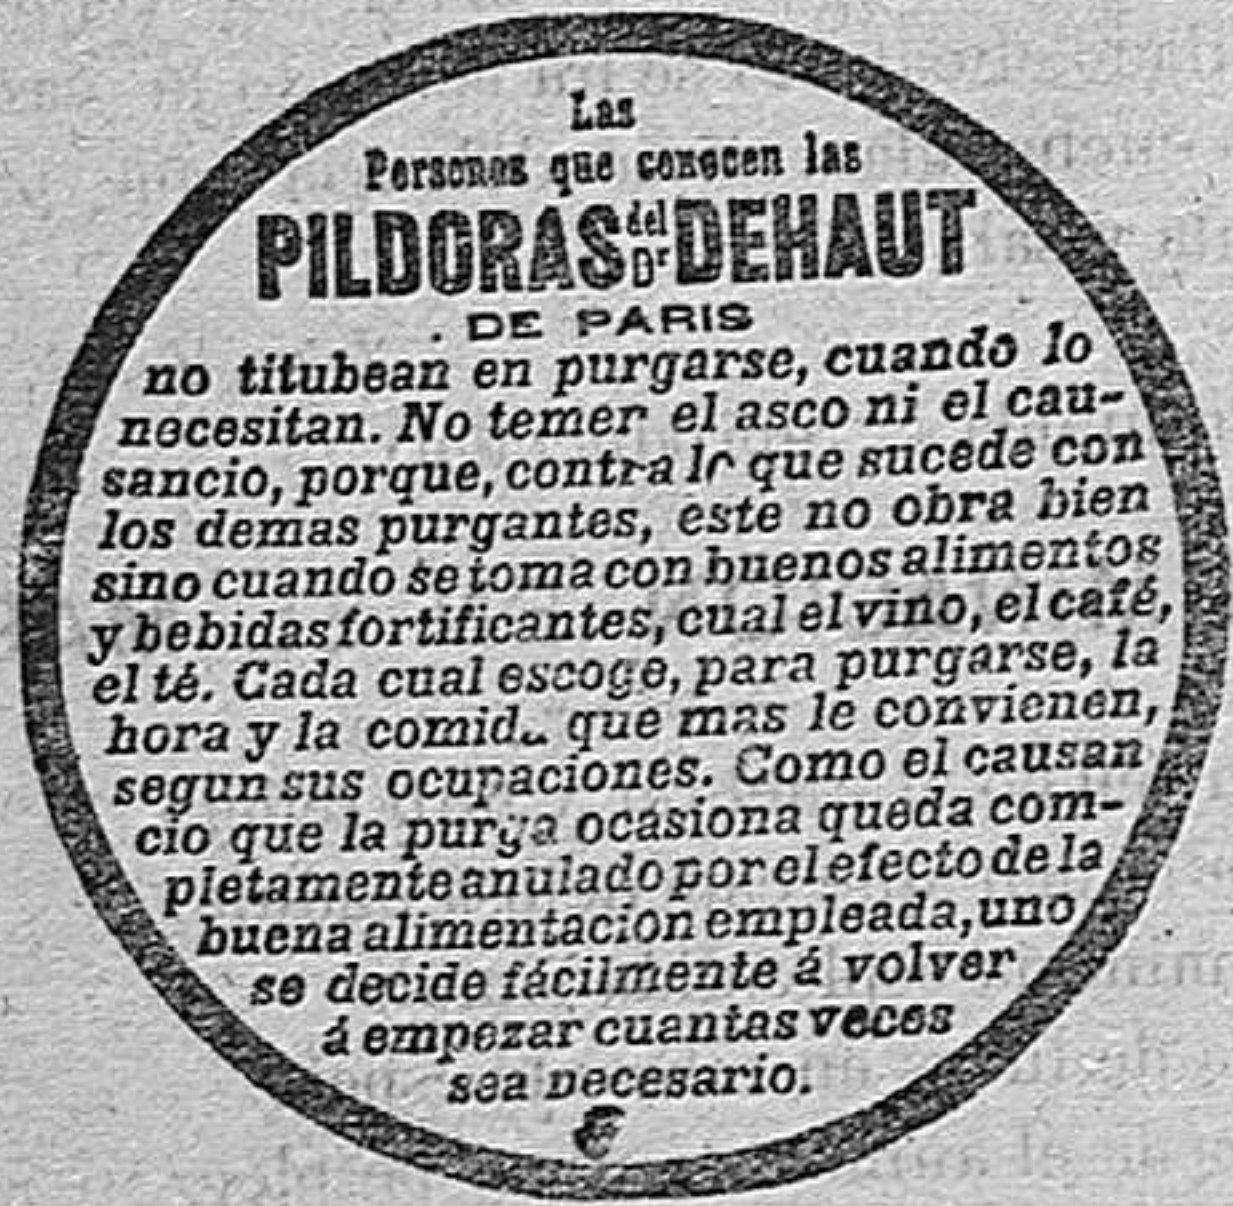 Las
Personas que conocen las
PILDORAS del Dr DEHAUT
. DE PARIS
no titubean en purgarse, cuando lo
necesitan. No temer el asco ni el cau-
sancio, porque, contra lo que sucede con
los demas purgantes, este no obra bien
sino cuando se toma con buenos alimentos
y bebidas fortificantes, cual el vino, el café,
el té. Cada cual escoge, para purgarse, la
hora y la comida que mas le convienen,
segun sus ocupaciones. Como el causan
cio que la purga ocasiona queda com-
pletamente anulado por el efecto de la
buena alimentacion empleada, uno
se decide fácilmente á volver
á empezar cuantas veces
sea necesario.